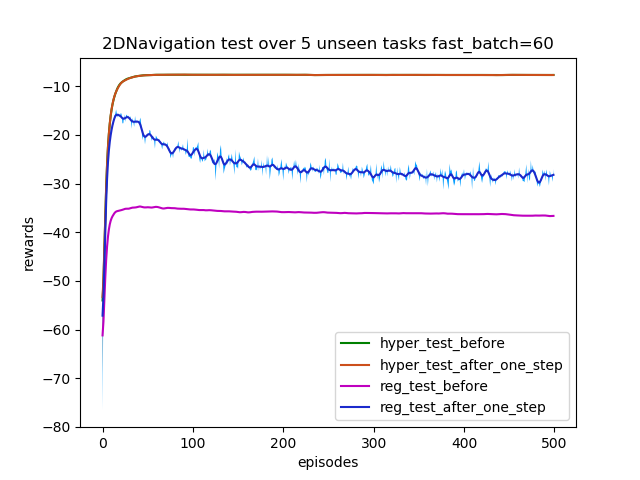 2DNavigation test over 5 unseen tasks fast_batch=60
rewards
−10
−20
−30
−40
−50
−60
−70
−80
0
100
200
300
400
500
episodes
hyper_test_before
hyper_test_after_one_step
reg_test_before
reg_test_after_one_step